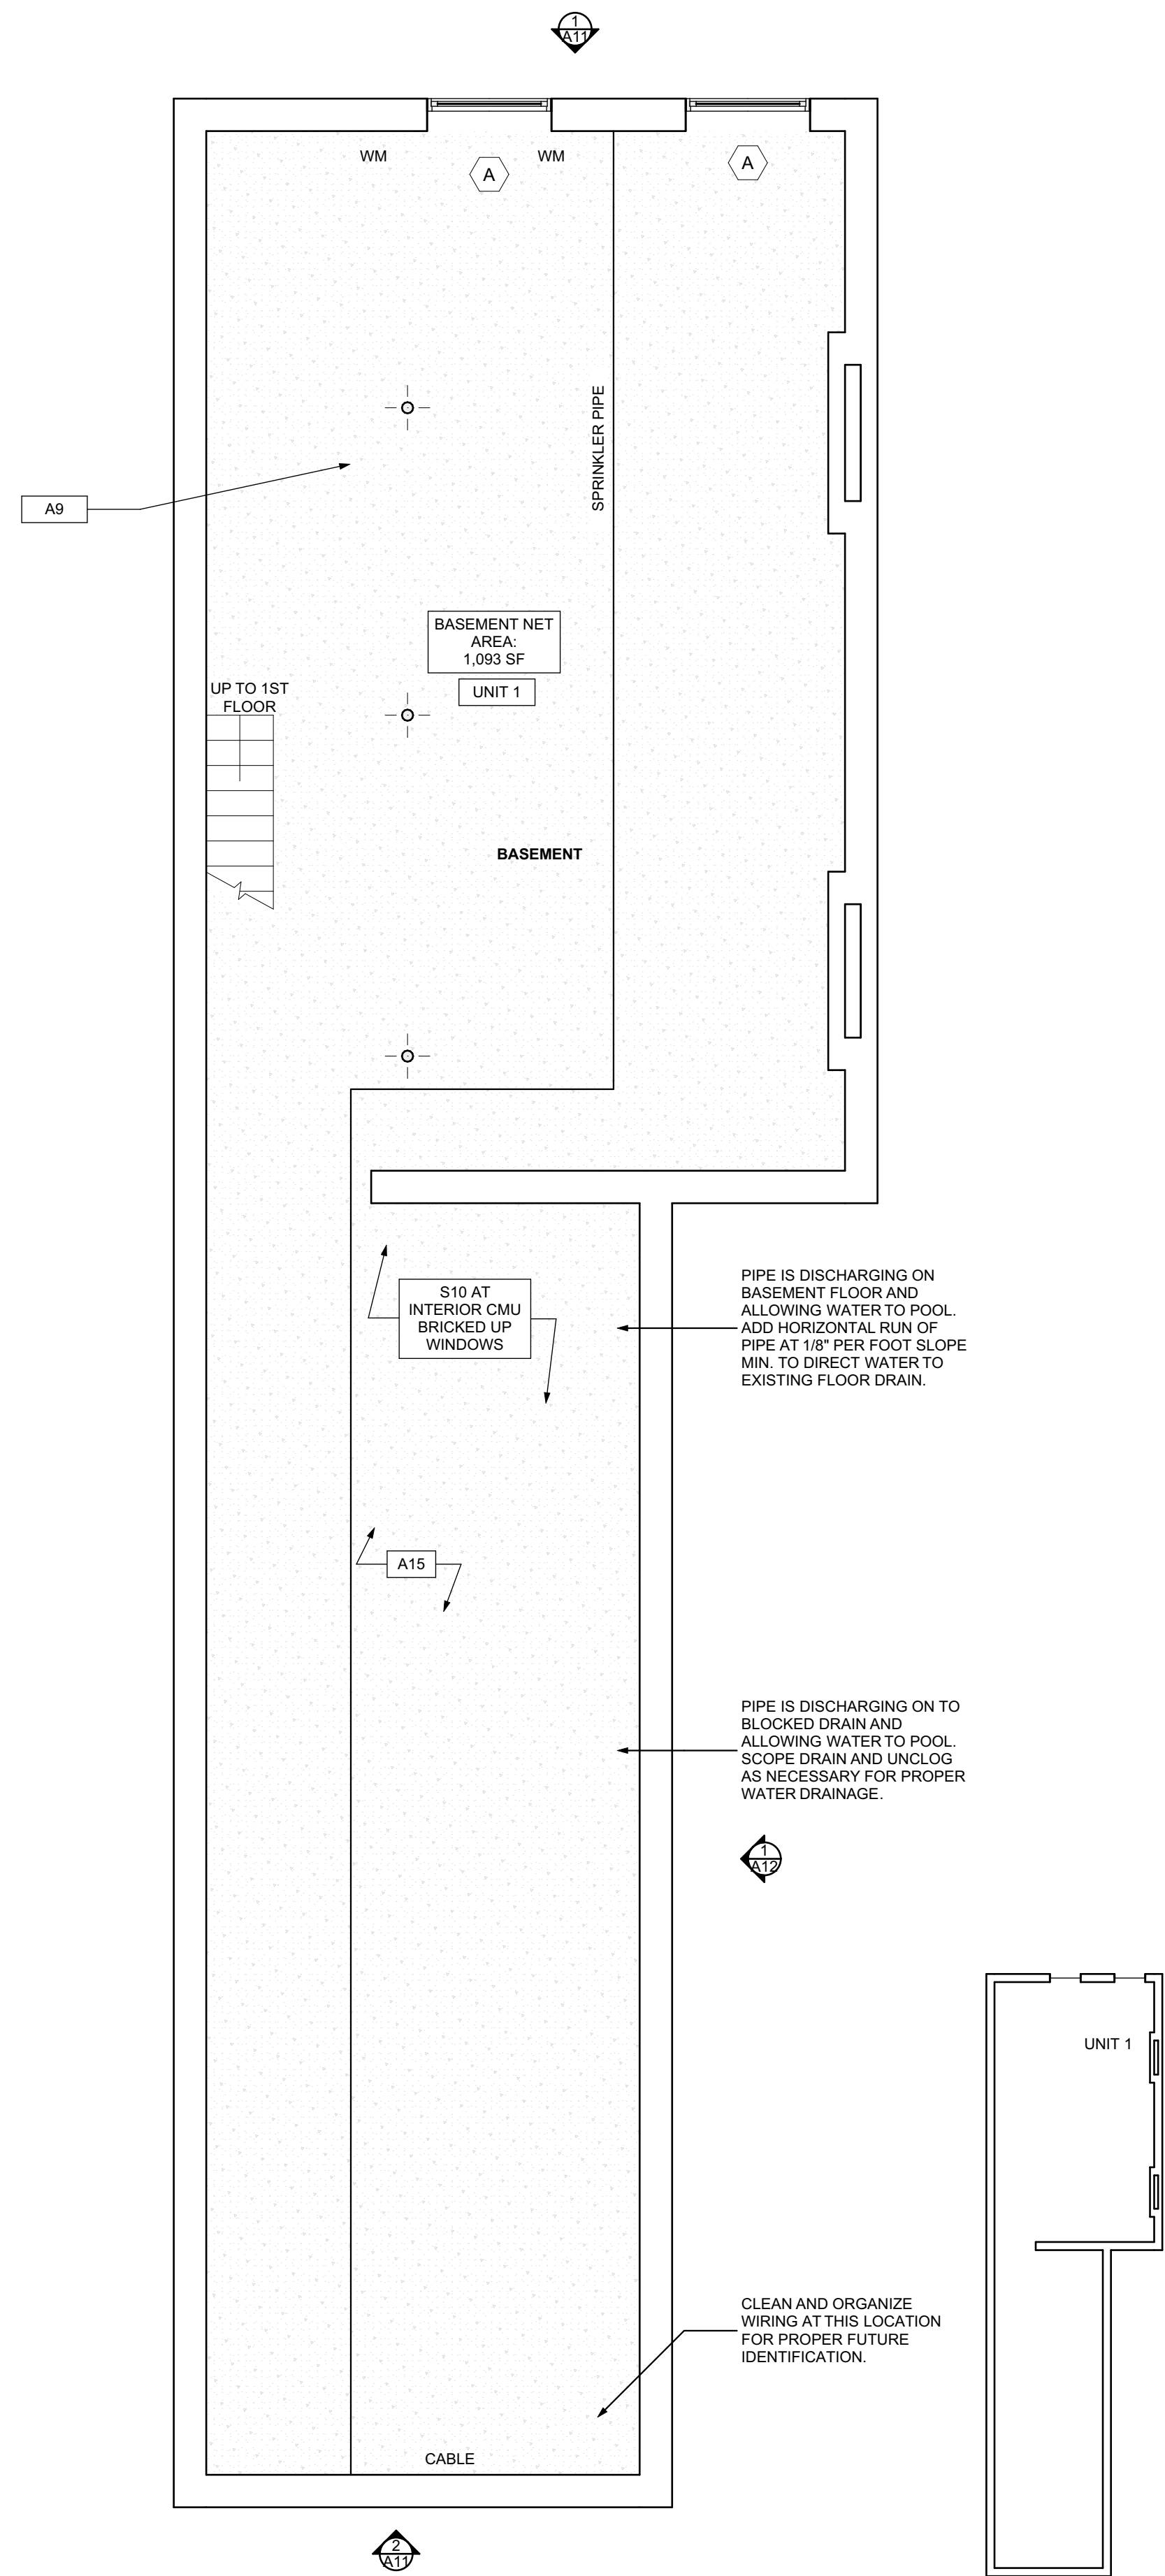 1
A11
WM
A
WM
A
SPRINKLER PIPE
A9
BASEMENT NET
AREA:
1,093 SF
UNIT 1
UP TO 1ST
FLOOR
BASEMENT
S10 AT
INTERIOR CMU
BRICKED UP
WINDOWS
PIPE IS DISCHARGING ON
BASEMENT FLOOR AND
ALLOWING WATER TO POOL.
ADD HORIZONTAL RUN OF
PIPE AT 1/8" PER FOOT SLOPE
MIN. TO DIRECT WATER TO
EXISTING FLOOR DRAIN.
A15
PIPE IS DISCHARGING ON TO
BLOCKED DRAIN AND
ALLOWING WATER TO POOL.
SCOPE DRAIN AND UNCLOG
AS NECESSARY FOR PROPER
WATER DRAINAGE.
1
A12
UNIT 1
CLEAN AND ORGANIZE
WIRING AT THIS LOCATION
FOR PROPER FUTURE
IDENTIFICATION.
CABLE
2
A11